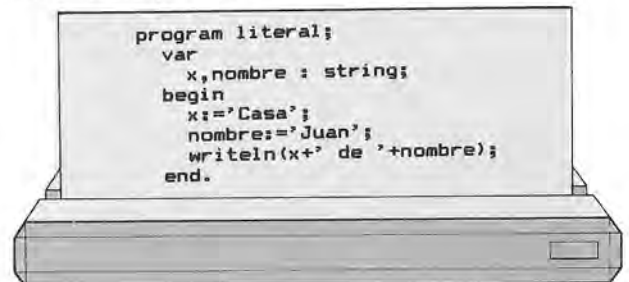 program literal;
var
x,nombre : string;
begin
x:='Casa';
nombre:='Juan';
writeln(x+' de '+nombre);
end.